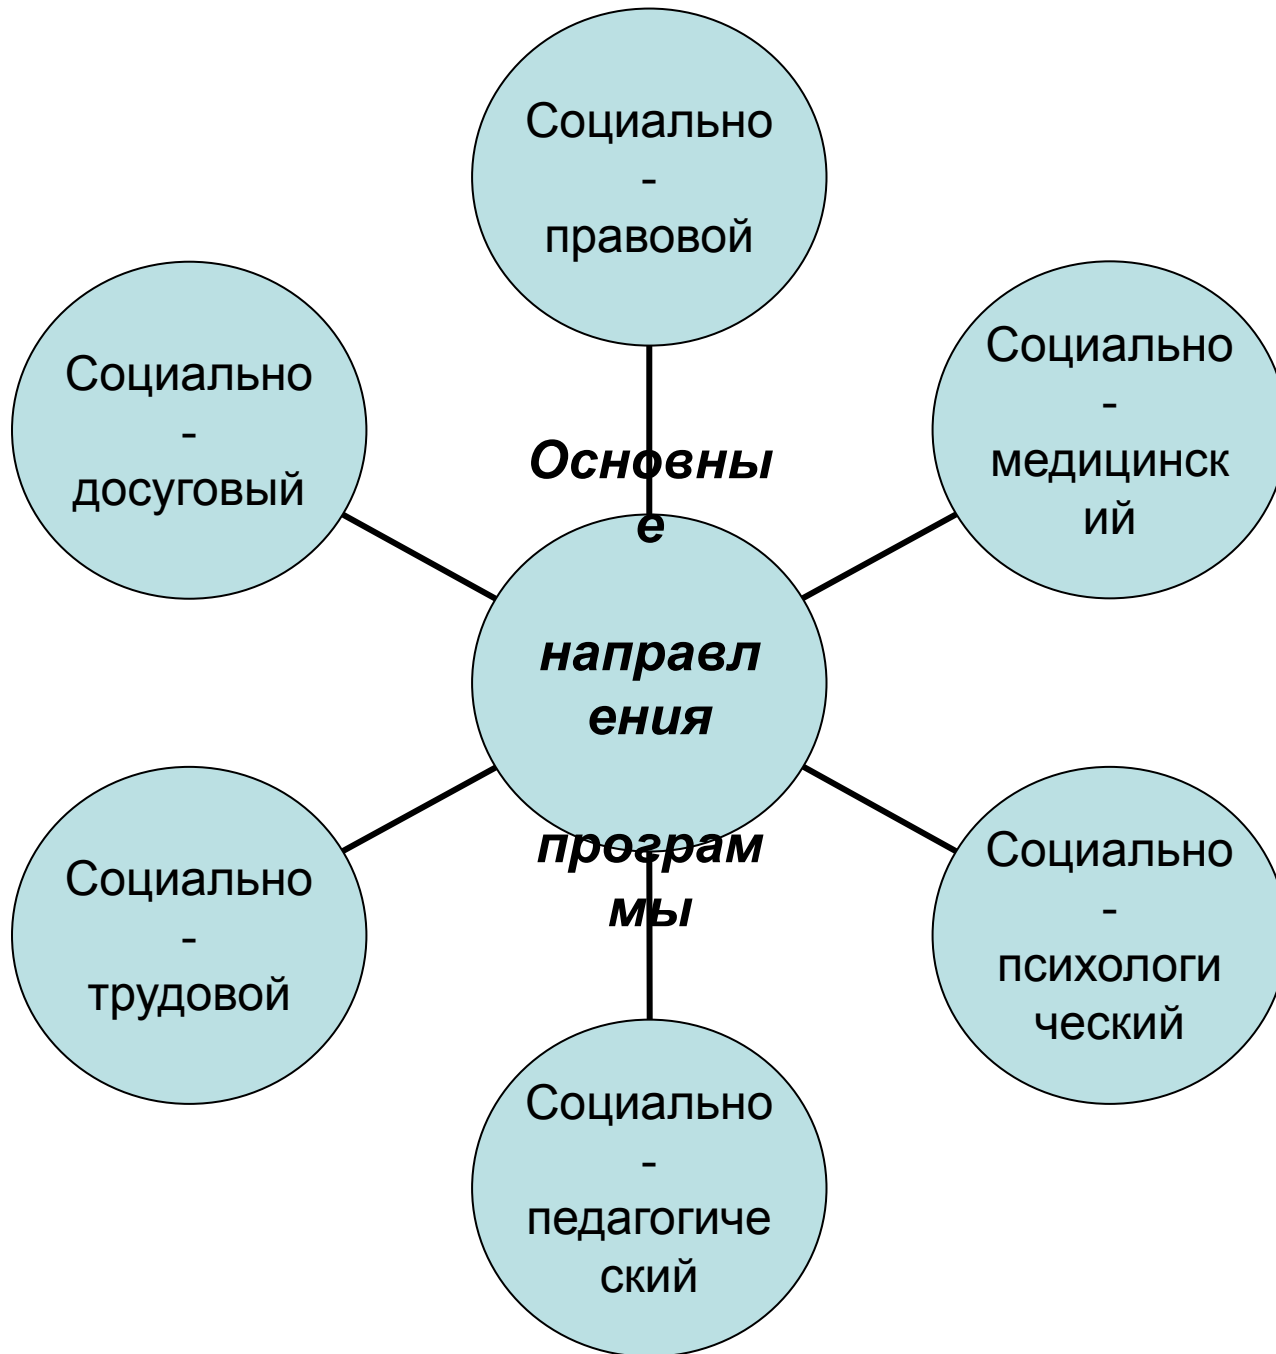 Социально
-
правовой
Социально
-
досуговый
Социально
-
медицинск
ий
Основны
е
направл
ения
програм
мы
Социально
-
трудовой
Социально
-
психологи
ческий
Социально
-
педагогиче
ский